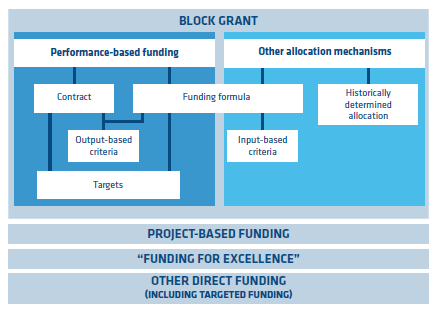 BLOCK GRANT
Performance-based funding
Other allocation mechanisms
Contract
Funding formula
Historically
determined
allocation
Output-based
criteria
Input-based
criteria
Targets
PROJECT-BASED FUNDING
“FUNDING FOR EXCELLENCE”
OTHER DIRECT FUNDING
(INCLUDING TARGETED FUNDING)